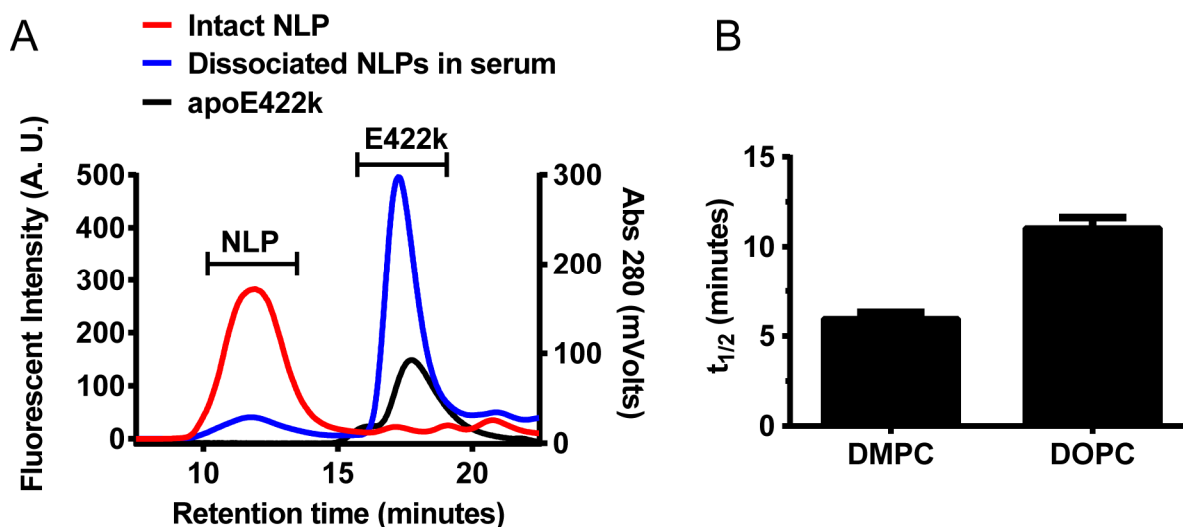 A
Intact NLP
Dissociated NLPs in serum
apoE422k
NLP
E422k
Fluorescent Intensity (A. U.)
500
400
300
200
100
0
Abs 280 (mVolts)
300
200
100
0
10
15
20
Retention time (minutes)
B
t1/2 (minutes)
15
10
5
0
DMPC
DOPC